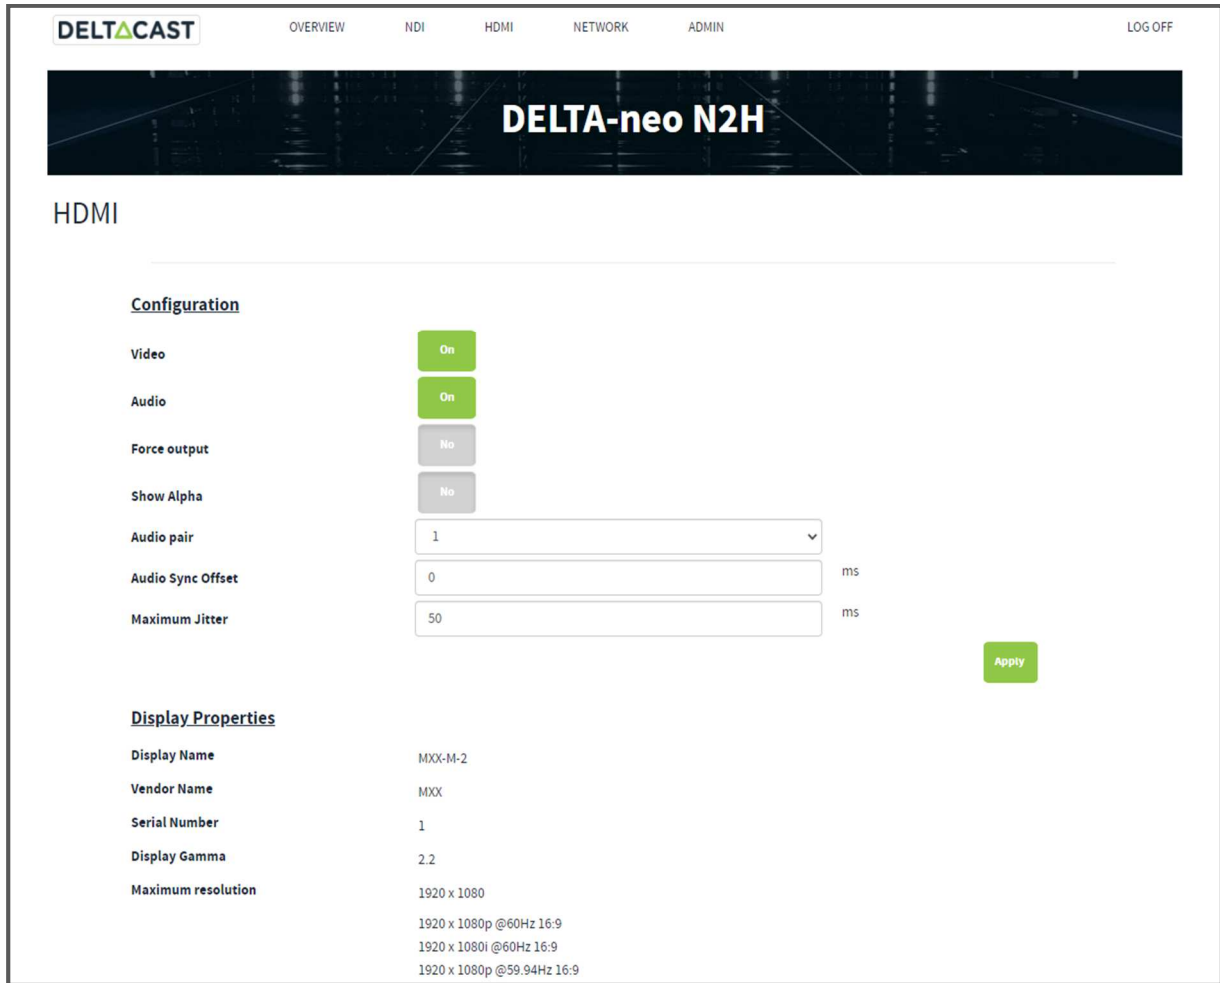 DELTACAST OVERVIEW NDI HDMI NETWORK ADMIN LOG OFF
DELTA-neo N2H
HDMI
Configuration
Video On
Audio On
Force output No
Show Alpha No
Audio pair 1
Audio Sync Offset 0 ms
Maximum Jitter 50 ms
Apply
Display Properties
Display Name MXX-M-2
Vendor Name MXX
Serial Number 1
Display Gamma 2.2
Maximum resolution 1920 x 1080
1920 x 1080p @60Hz 16:9
1920 x 1080i @60Hz 16:9
1920 x 1080p @59.94Hz 16:9